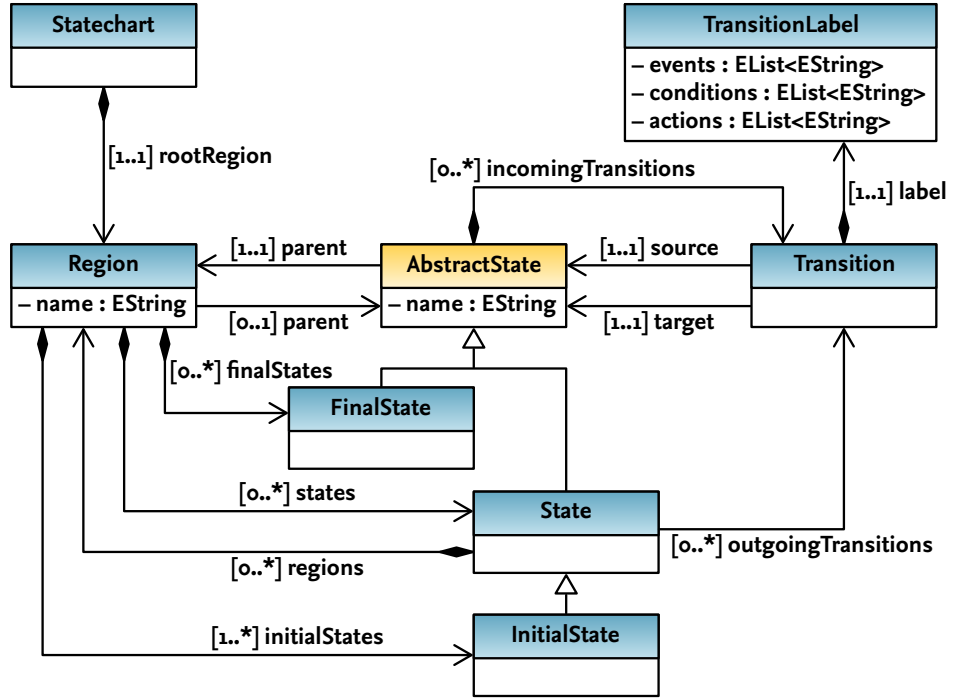 Statechart
TransitionLabel
– events : EList<EString>
– conditions : EList<EString>
– actions : EList<EString>
[1..1] rootRegion
[0..*] incomingTransitions
[1..1] label
Region
– name : EString
[1..1] parent
[0..1] parent
AbstractState
– name : EString
[1..1] source
[1..1] target
Transition
[0..*] finalStates
FinalState
[0..*] states
State
[0..*] outgoingTransitions
[0..*] regions
[1..*] initialStates
InitialState